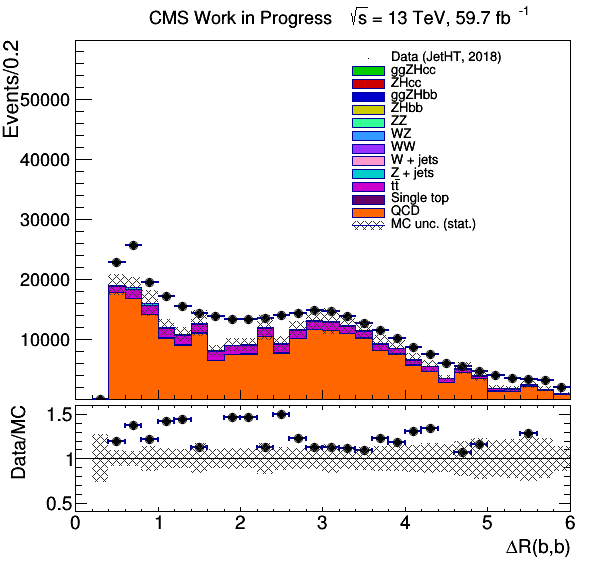 CMS Work in Progress √s = 13 TeV, 59.7 fb⁻¹
Events/0.2
50000
40000
30000
20000
10000
Data (JetHT, 2018)
ggZHcc
ZHcc
ggZHbb
ZHbb
ZZ
WZ
WW
W + jets
Z + jets
tt̄
Single top
QCD
MC unc. (stat.)
Data/MC
1.5
1
0.5
0 1 2 3 4 5 6
ΔR(b,b)